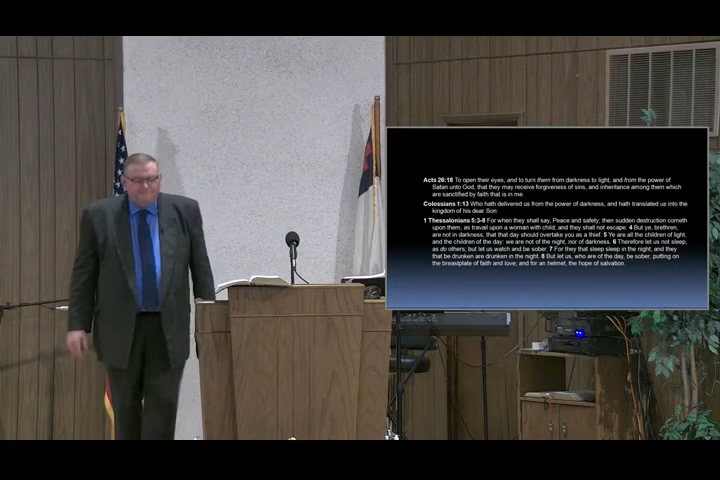 Acts 26:18 To open their eyes, and to turn them from darkness to light, and from the power of
Satan unto God, that they may receive forgiveness of sins, and inheritance among them which
are sanctified by faith that is in me.
Colossians 1:13 Who hath delivered us from the power of darkness, and hath translated us into the
kingdom of his dear Son:
1 Thessalonians 5:3-8 For when they shall say, Peace and safety; then sudden destruction cometh
upon them, as travail upon a woman with child; and they shall not escape. 4 But ye, brethren,
are not in darkness, that that day should overtake you as a thief. 5 Ye are all the children of light,
and the children of the day: we are not of the night, nor of darkness. 6 Therefore let us not sleep,
as do others; but let us watch and be sober. 7 For they that sleep sleep in the night; and they
that be drunken are drunken in the night. 8 But let us, who are of the day, be sober, putting on
the breastplate of faith and love; and for an helmet, the hope of salvation.